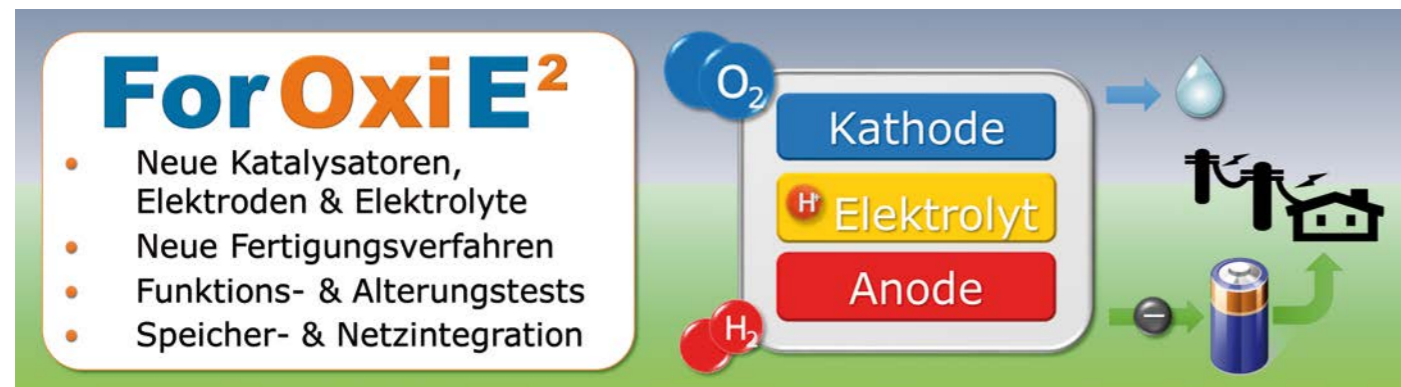 ForOxiE²
• Neue Katalysatoren,
Elektroden & Elektrolyte
• Neue Fertigungsverfahren
• Funktions- & Alterungstests
• Speicher- & Netzintegration
O₂
Kathode
H⁺ Elektrolyt
Anode
H₂
−